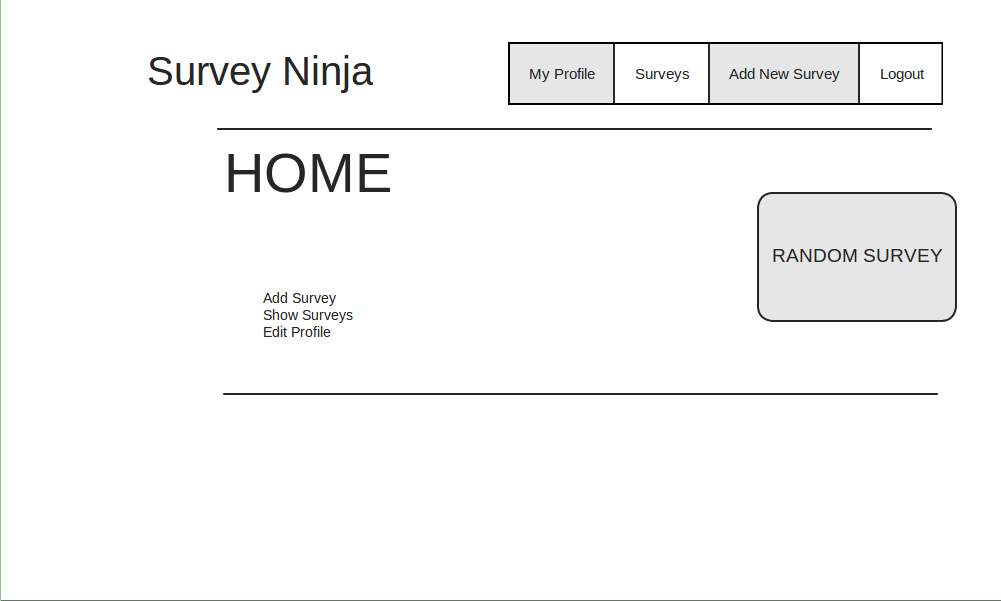 Survey Ninja
My Profile
Surveys
Add New Survey
Logout
HOME
RANDOM SURVEY
Add Survey
Show Surveys
Edit Profile